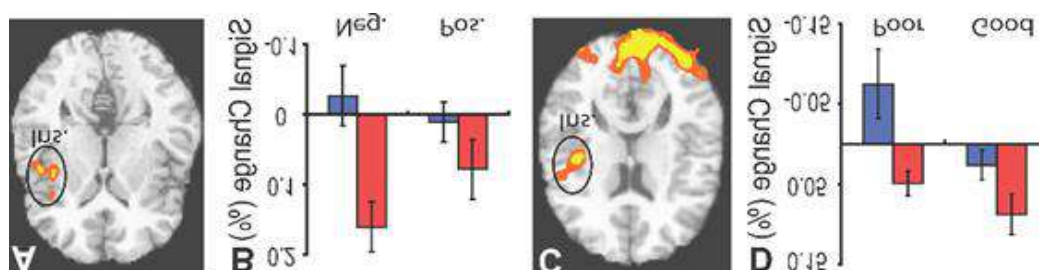 A
Ins.
B
Signal Change (%)
0.2
0.1
0
-0.1
Neg. Pos.
C
Ins.
D
0.15
0.05
-0.05
-0.15
Poor Good
Signal Change (%)